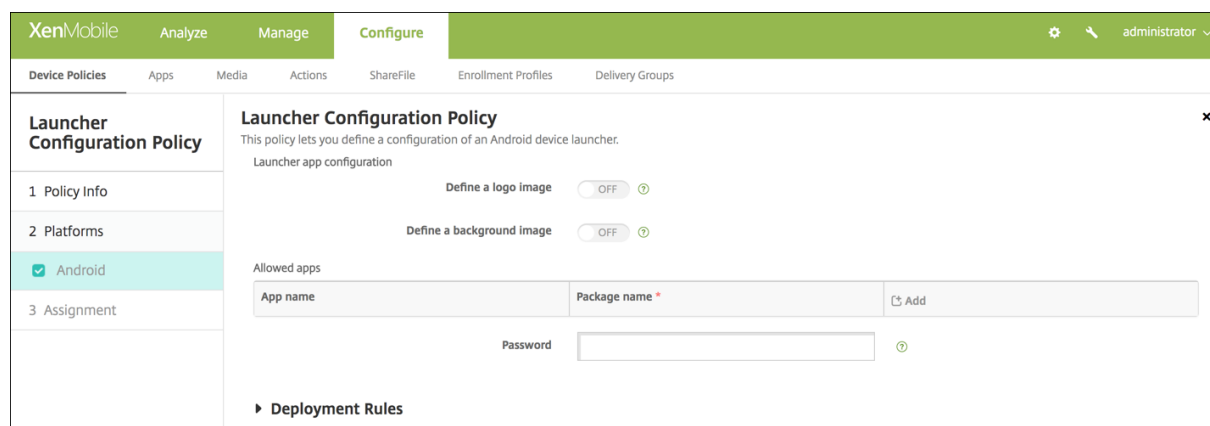 XenMobile Analyze Manage Configure administrator
Device Policies Apps Media Actions ShareFile Enrollment Profiles Delivery Groups
Launcher
Configuration Policy
1 Policy Info
2 Platforms
Android
3 Assignment
Launcher Configuration Policy
This policy lets you define a configuration of an Android device launcher.
Launcher app configuration
Define a logo image OFF ?
Define a background image OFF ?
Allowed apps
App name Package name * Add
Password ?
Deployment Rules